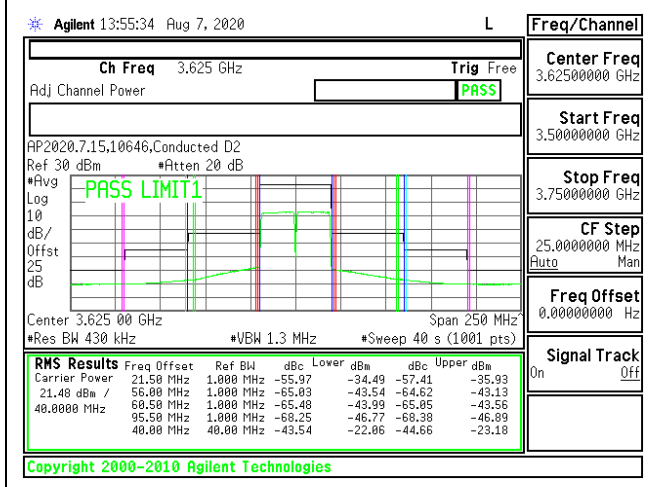 Agilent 13:55:34 Aug 7, 2020 L
Freq/Channel
Ch Freq 3.625 GHz Trig Free
Adj Channel Power PASS
AP2020.7.15,10646,Conducted D2
Ref 30 dBm #Atten 20 dB
#Avg
Log
10
dB/
Offst
25
dB
PASS LIMIT1
Center 3.625 00 GHz Span 250 MHz^
#Res BW 430 kHz #VBW 1.3 MHz #Sweep 40 s (1001 pts)
RMS Results Freq Offset Ref BW dBc Lower dBm dBc Upper dBm
Carrier Power 21.50 MHz 1.000 MHz -55.97 -34.49 -57.41 -35.93
21.48 dBm / 56.00 MHz 1.000 MHz -65.03 -43.54 -64.62 -43.13
40.0000 MHz 60.50 MHz 1.000 MHz -65.48 -43.99 -65.05 -43.56
95.50 MHz 1.000 MHz -68.25 -46.77 -68.38 -46.89
40.00 MHz 40.00 MHz -43.54 -22.06 -44.66 -23.18
Copyright 2000-2010 Agilent Technologies
Center Freq
3.62500000 GHz
Start Freq
3.50000000 GHz
Stop Freq
3.75000000 GHz
CF Step
25.0000000 MHz
Auto Man
Freq Offset
0.00000000 Hz
Signal Track
On Off